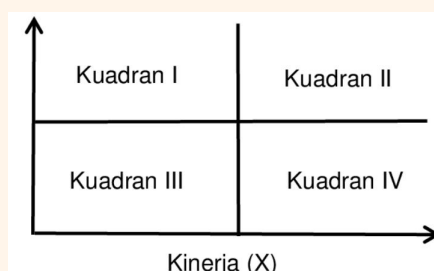 Kuadran I
Kuadran II
Kuadran III
Kuadran IV
Kinerja (X)